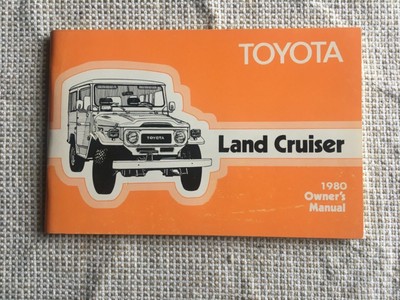 TOYOTA
TOYOTA
Land Cruiser
1980
Owner's
Manual